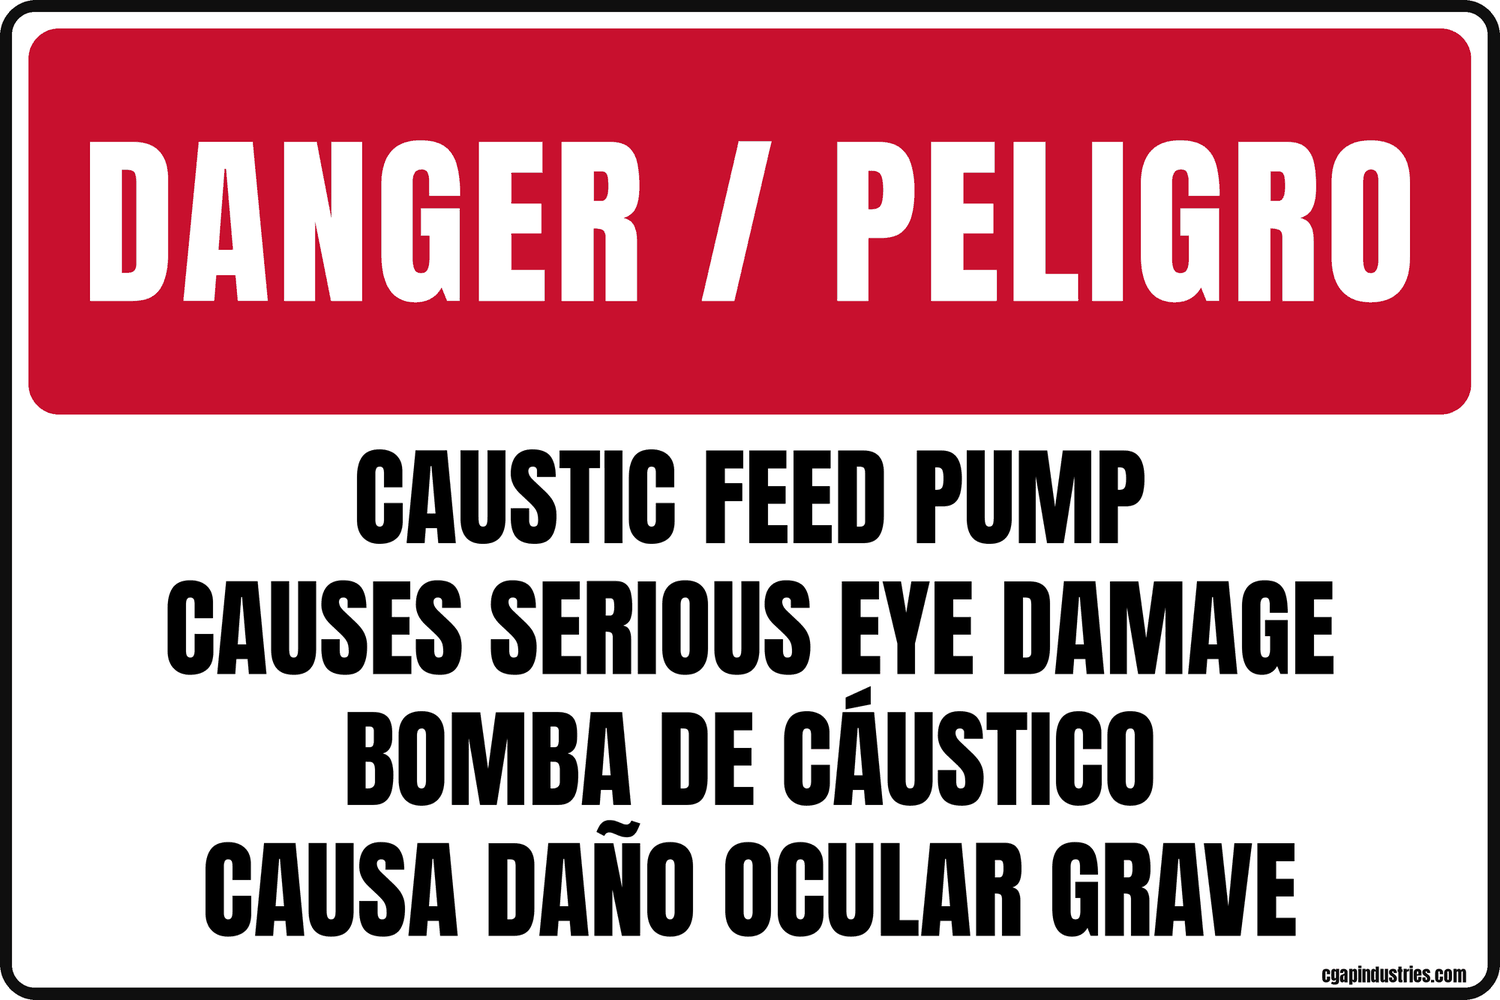 DANGER / PELIGRO
CAUSTIC FEED PUMP
CAUSES SERIOUS EYE DAMAGE
BOMBA DE CÁUSTICO
CAUSA DAÑO OCULAR GRAVE
cgapindustries.com